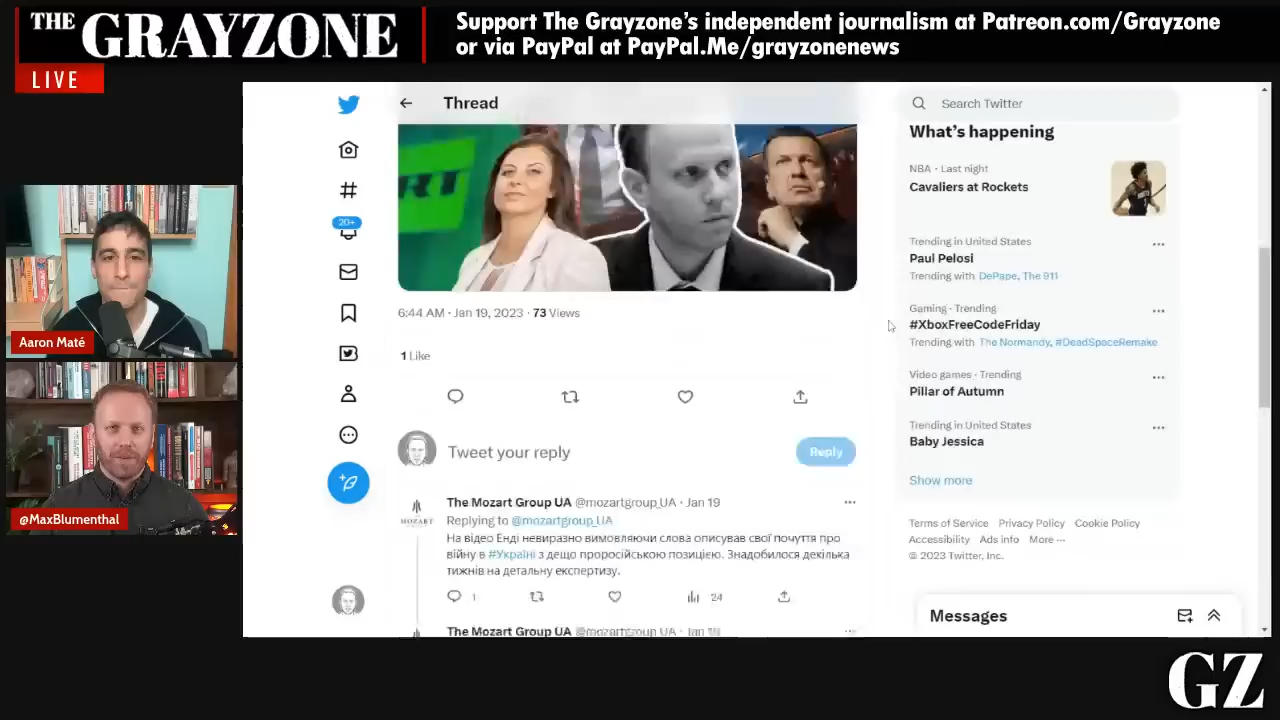 THE GRAYZONE
LIVE
Support The Grayzone's independent journalism at Patreon.com/Grayzone
or via PayPal at PayPal.Me/grayzonenews
Aaron Maté
@MaxBlumenthal
Thread
RT
6:44 AM · Jan 19, 2023 · 73 Views
1 Like
Tweet your reply
Reply
20+
MOZART
The Mozart Group UA @mozartgroup_UA · Jan 19
Replying to @mozartgroup_UA
На відео Енді невиразно вимовляючи слова описував свої почуття про
війну в #Україні з дещо проросійською позицією. Знадобилося декілька
тижнів на детальну експертизу.
1
24
The Mozart Group UA @mozartgroup_UA · Jan
Search Twitter
What's happening
NBA · Last night
Cavaliers at Rockets
Trending in United States
Paul Pelosi
Trending with DePape, The 911
Gaming · Trending
#XboxFreeCodeFriday
Trending with The Normandy, #DeadSpaceRemake
Video games · Trending
Pillar of Autumn
Trending in United States
Baby Jessica
Show more
Terms of Service Privacy Policy Cookie Policy
Accessibility Ads info More ···
© 2023 Twitter, Inc.
Messages
GZ